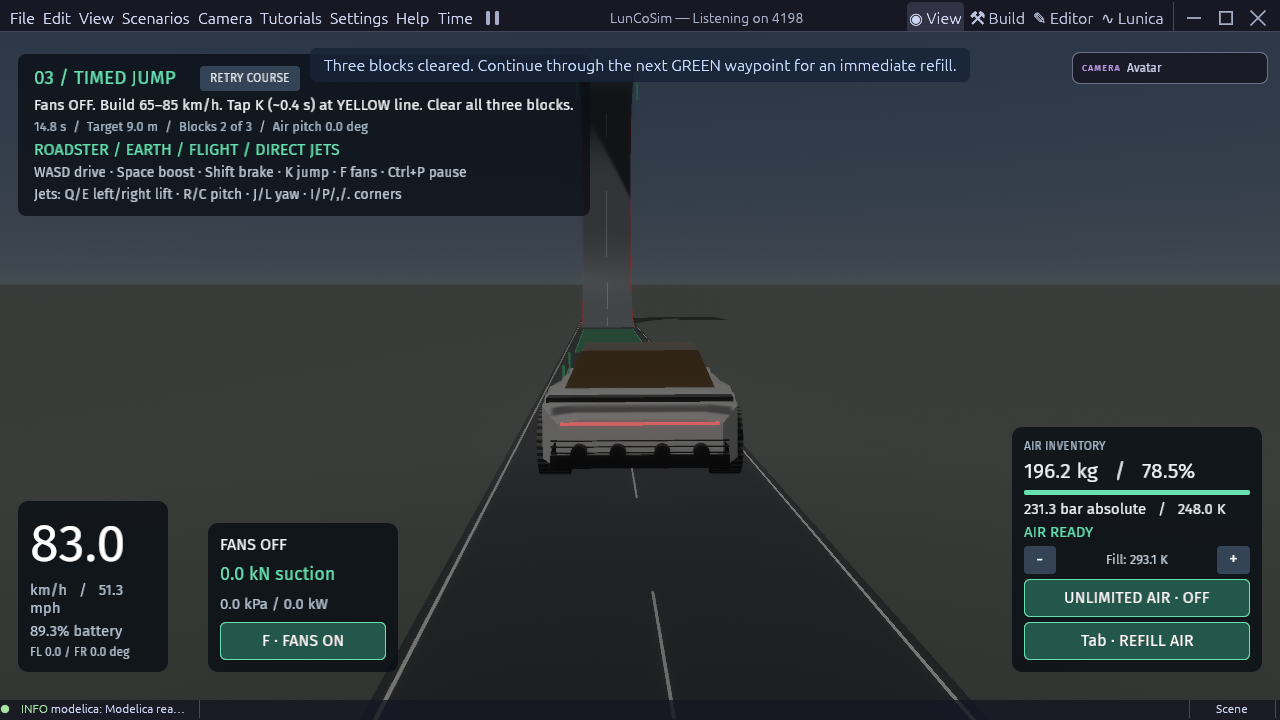 File Edit View Scenarios Camera Tutorials Settings Help Time
LunCoSim — Listening on 4198
View Build Editor Lunica
Three blocks cleared. Continue through the next GREEN waypoint for an immediate refill.
03 / TIMED JUMP RETRY COURSE
Fans OFF. Build 65–85 km/h. Tap K (~0.4 s) at YELLOW line. Clear all three blocks.
14.8 s / Target 9.0 m / Blocks 2 of 3 / Air pitch 0.0 deg
ROADSTER / EARTH / FLIGHT / DIRECT JETS
WASD drive · Space boost · Shift brake · K jump · F fans · Ctrl+P pause
Jets: Q/E left/right lift · R/C pitch · J/L yaw · I/P/,/. corners
CAMERA Avatar
83.0
km/h / 51.3
mph
89.3% battery
FL 0.0 / FR 0.0 deg
FANS OFF
0.0 kN suction
0.0 kPa / 0.0 kW
F · FANS ON
AIR INVENTORY
196.2 kg / 78.5%
231.3 bar absolute / 248.0 K
AIR READY
- Fill: 293.1 K +
UNLIMITED AIR · OFF
Tab · REFILL AIR
INFO modelica: Modelica rea...
Scene